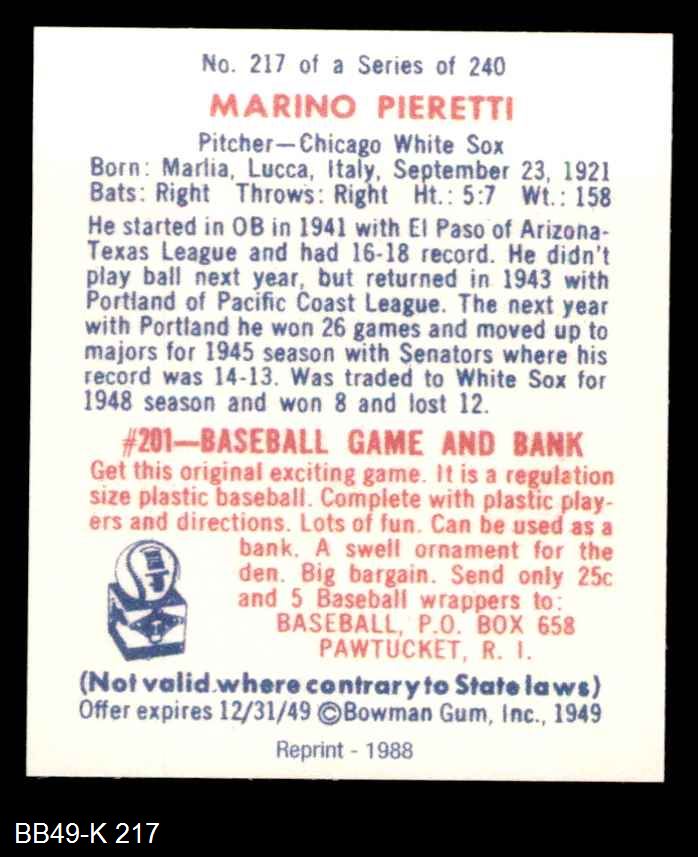 No. 217 of a Series of 240
MARINO PIERETTI
Pitcher—Chicago White Sox
Born: Marlia, Lucca, Italy, September 23, 1921
Bats: Right Throws: Right Ht.: 5:7 Wt.: 158
He started in OB in 1941 with El Paso of Arizona-
Texas League and had 16-18 record. He didn't
play ball next year, but returned in 1943 with
Portland of Pacific Coast League. The next year
with Portland he won 26 games and moved up to
majors for 1945 season with Senators where his
record was 14-13. Was traded to White Sox for
1948 season and won 8 and lost 12.
#201—BASEBALL GAME AND BANK
Get this original exciting game. It is a regulation
size plastic baseball. Complete with plastic play-
ers and directions. Lots of fun. Can be used as a
bank. A swell ornament for the
den. Big bargain. Send only 25c
and 5 Baseball wrappers to:
BASEBALL, P.O. BOX 658
PAWTUCKET, R. I.
(Not valid where contrary to State laws)
Offer expires 12/31/49 ©Bowman Gum, Inc., 1949
Reprint - 1988
BB49-K 217